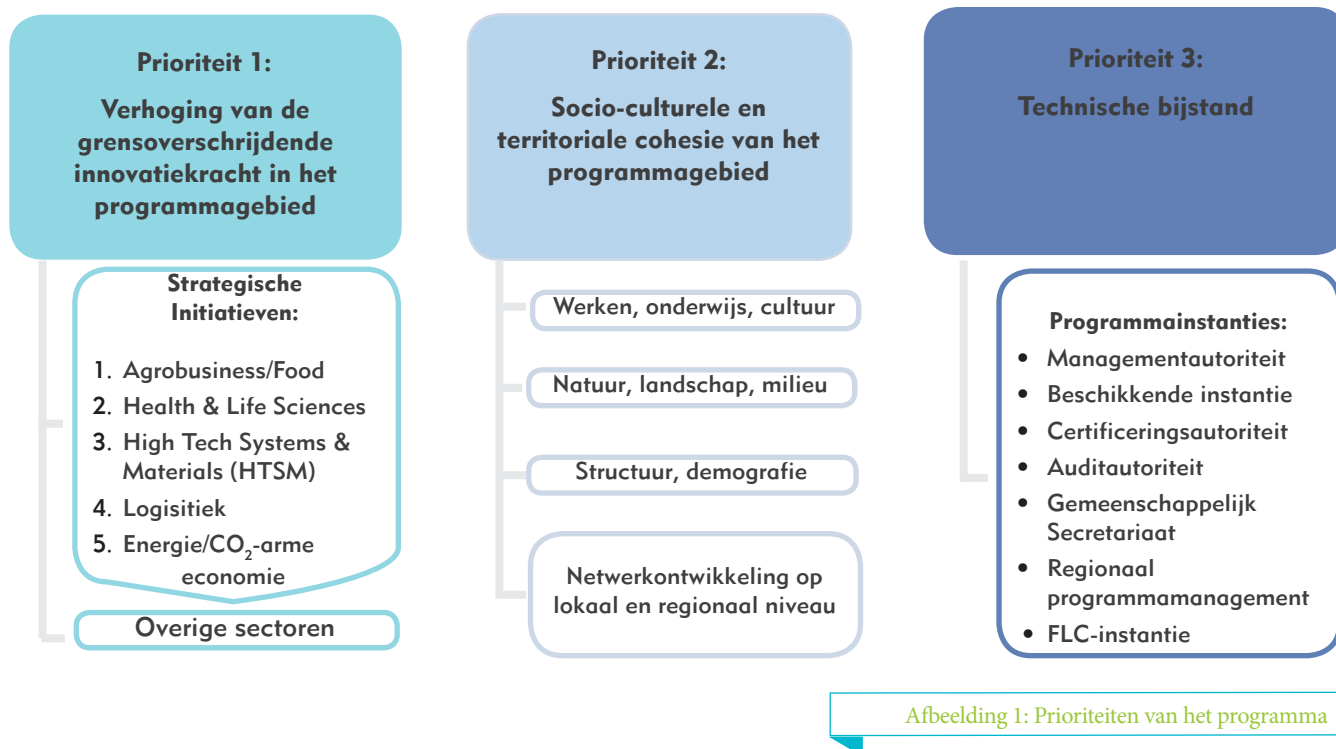 Prioriteit 1:
Verhoging van de
grensoverschrijdende
innovatiekracht in het
programmagebied
Strategische
Initiatieven:
1. Agrobusiness/Food
2. Health & Life Sciences
3. High Tech Systems &
Materials (HTSM)
4. Logisitiek
5. Energie/CO₂-arme
economie
Overige sectoren
Prioriteit 2:
Socio-culturele en
territoriale cohesie van het
programmagebied
Werken, onderwijs, cultuur
Natuur, landschap, milieu
Structuur, demografie
Netwerkontwikkeling op
lokaal en regionaal niveau
Prioriteit 3:
Technische bijstand
Programmainstanties:
• Managementautoriteit
• Beschikkende instantie
• Certificeringsautoriteit
• Auditautoriteit
• Gemeenschappelijk
Secretariaat
• Regionaal
programmamanagement
• FLC-instantie
Afbeelding 1: Prioriteiten van het programma